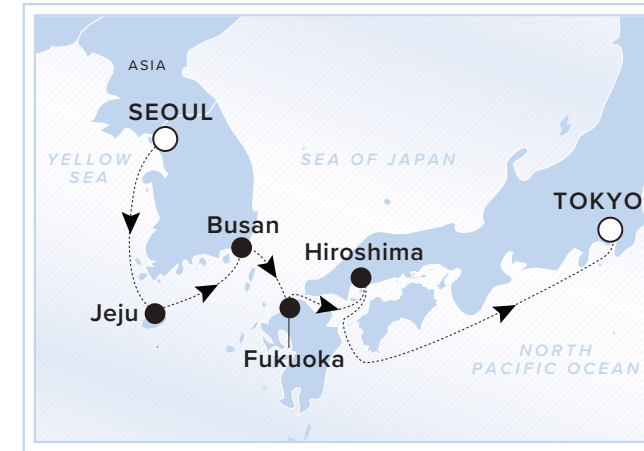 ASIA
SEOUL
YELLOW
SEA
SEA OF JAPAN
TOKYO
Busan
Hiroshima
Jeju
Fukuoka
NORTH
PACIFIC OCEAN